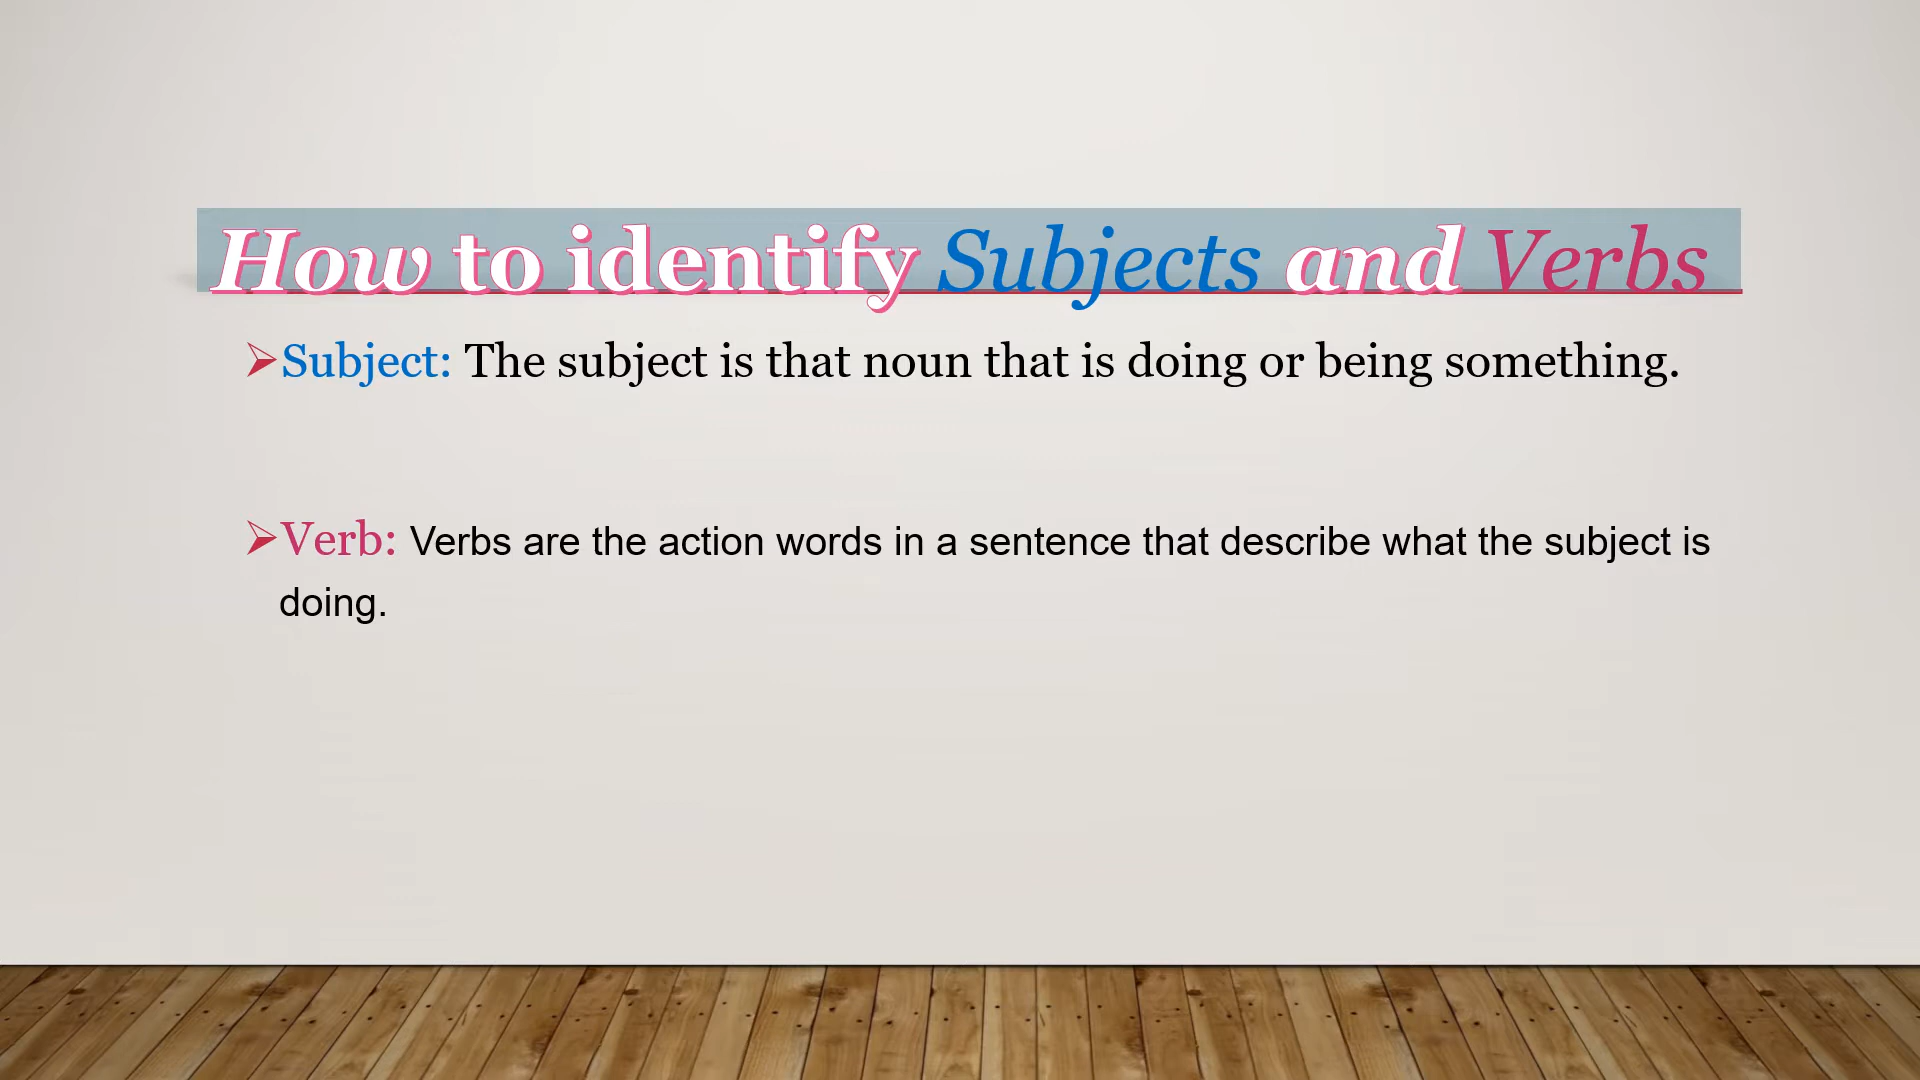 How to identify Subjects and Verbs
Subject: The subject is that noun that is doing or being something.
Verb: Verbs are the action words in a sentence that describe what the subject is
doing.